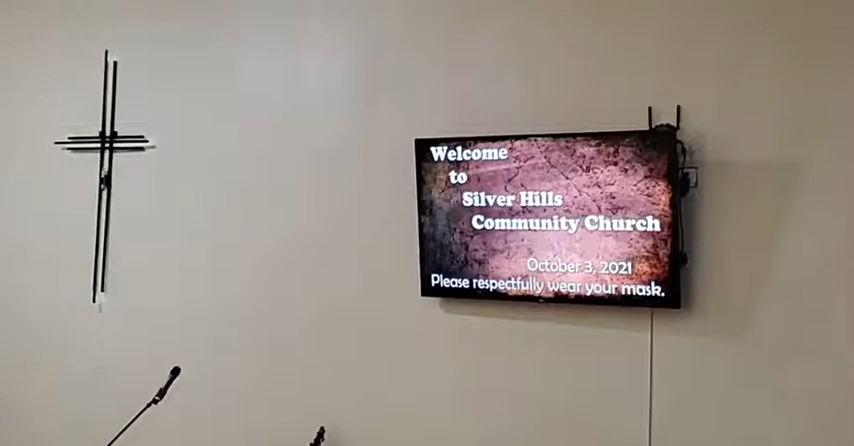 Welcome
to
Silver Hills
Community Church
October 3, 2021
Please respectfully wear your mask.